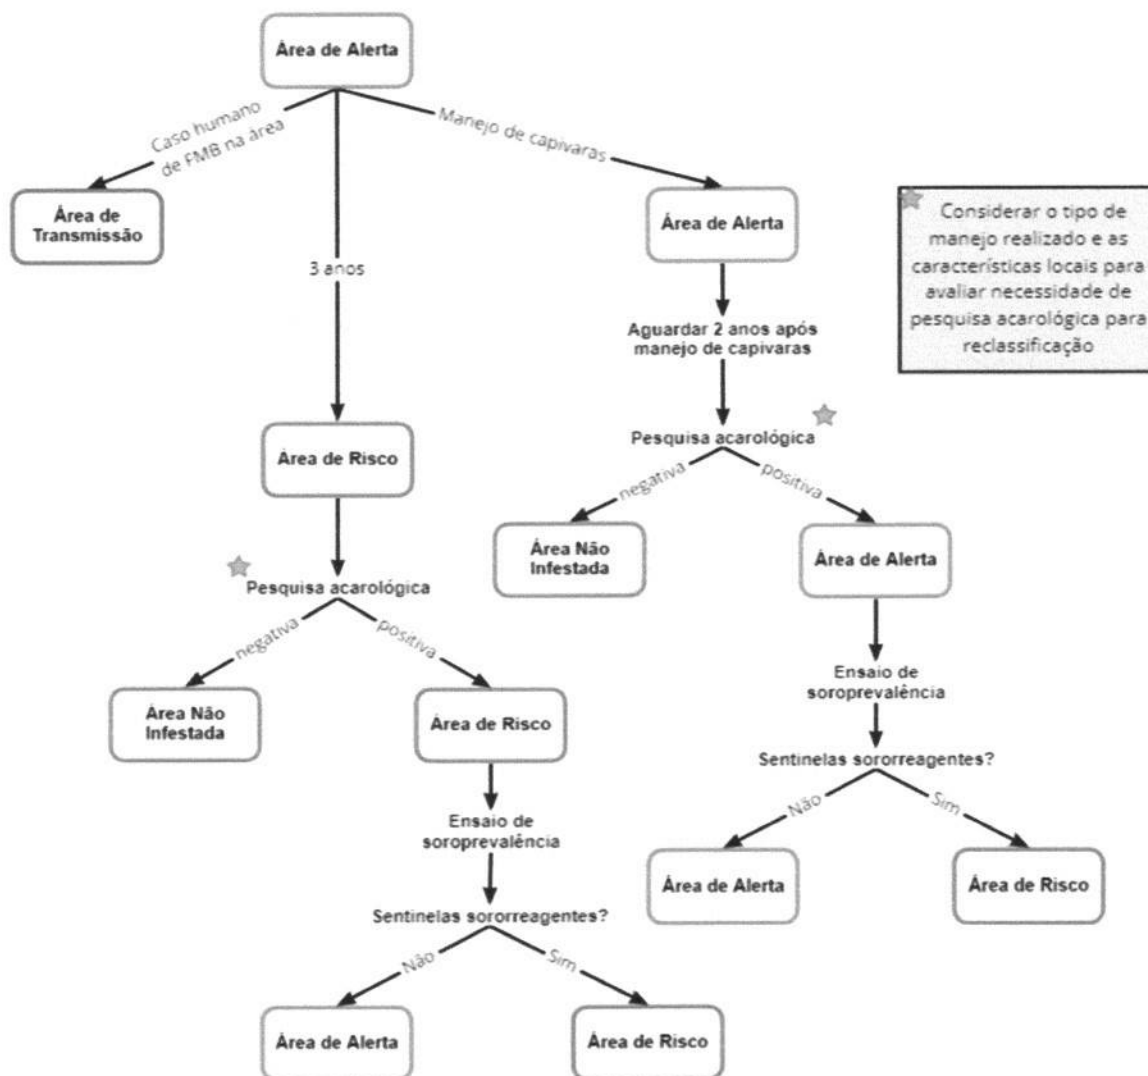 Área de Alerta
Caso humano
de FMB na área
Manejo de capivaras
Área de
Transmissão
Área de Alerta
Considerar o tipo de
manejo realizado e as
características locais para
avaliar necessidade de
pesquisa acarológica para
reclassificação
3 anos
Aguardar 2 anos após
manejo de capivaras
Área de Risco
Pesquisa acarológica
negativa
positiva
Área Não
Infestada
Área de Alerta
Pesquisa acarológica
negativa
positiva
Área Não
Infestada
Área de Risco
Ensaio de
soroprevalência
Sentinelas sororreagentes?
Não
Sim
Área de Alerta
Área de Risco
Ensaio de
soroprevalência
Sentinelas sororreagentes?
Não
Sim
Área de Alerta
Área de Risco